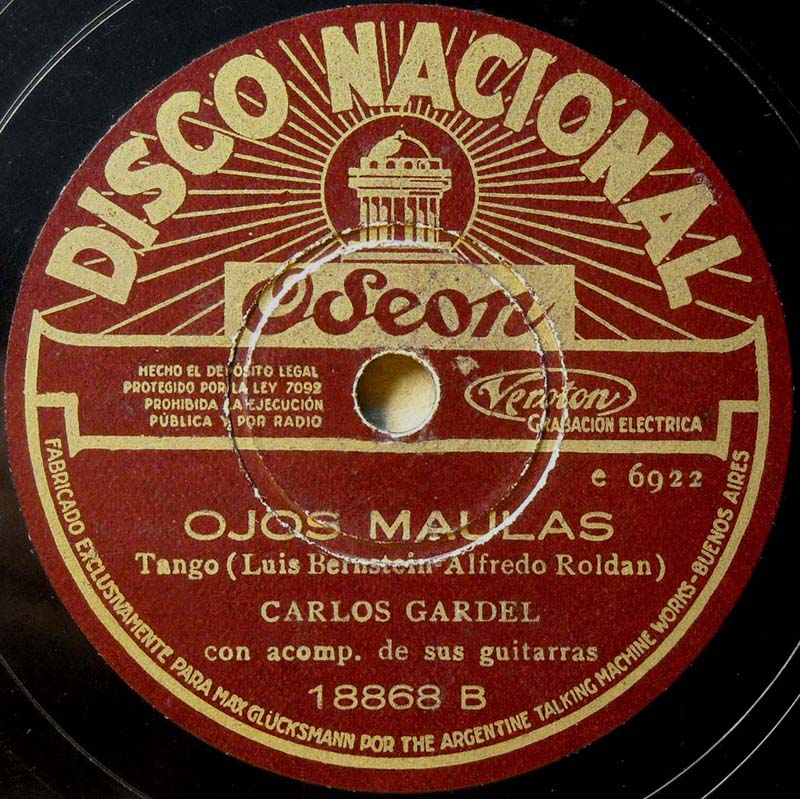 DISCO NACIONAL
Odeon
HECHO EL DEPÓSITO LEGAL
PROTEGIDO POR LA LEY 7092
PROHIBIDA LA EJECUCIÓN
PÚBLICA Y POR RADIO
Veroton
GRABACIÓN ELECTRICA
e 6922
OJOS MAULAS
Tango (Luis Bernstein-Alfredo Roldan)
CARLOS GARDEL
con acomp. de sus guitarras
18868 B
FABRICADO EXCLUSIVAMENTE PARA MAX GLÜCKSMANN POR THE ARGENTINE TALKING MACHINE WORKS-BUENOS AIRES